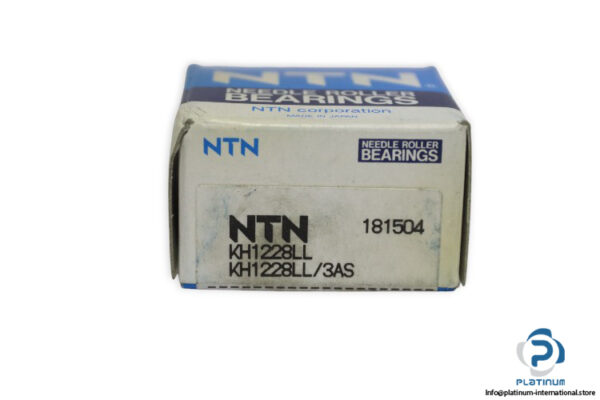 NTN
NEEDLE ROLLER
BEARINGS
NTN corporation
MADE IN JAPAN
NTN
NEEDLE ROLLER
BEARINGS
NTN
181504
KH1228LL
KH1228LL/3AS
PLATINUM
Info@platinum-international.store